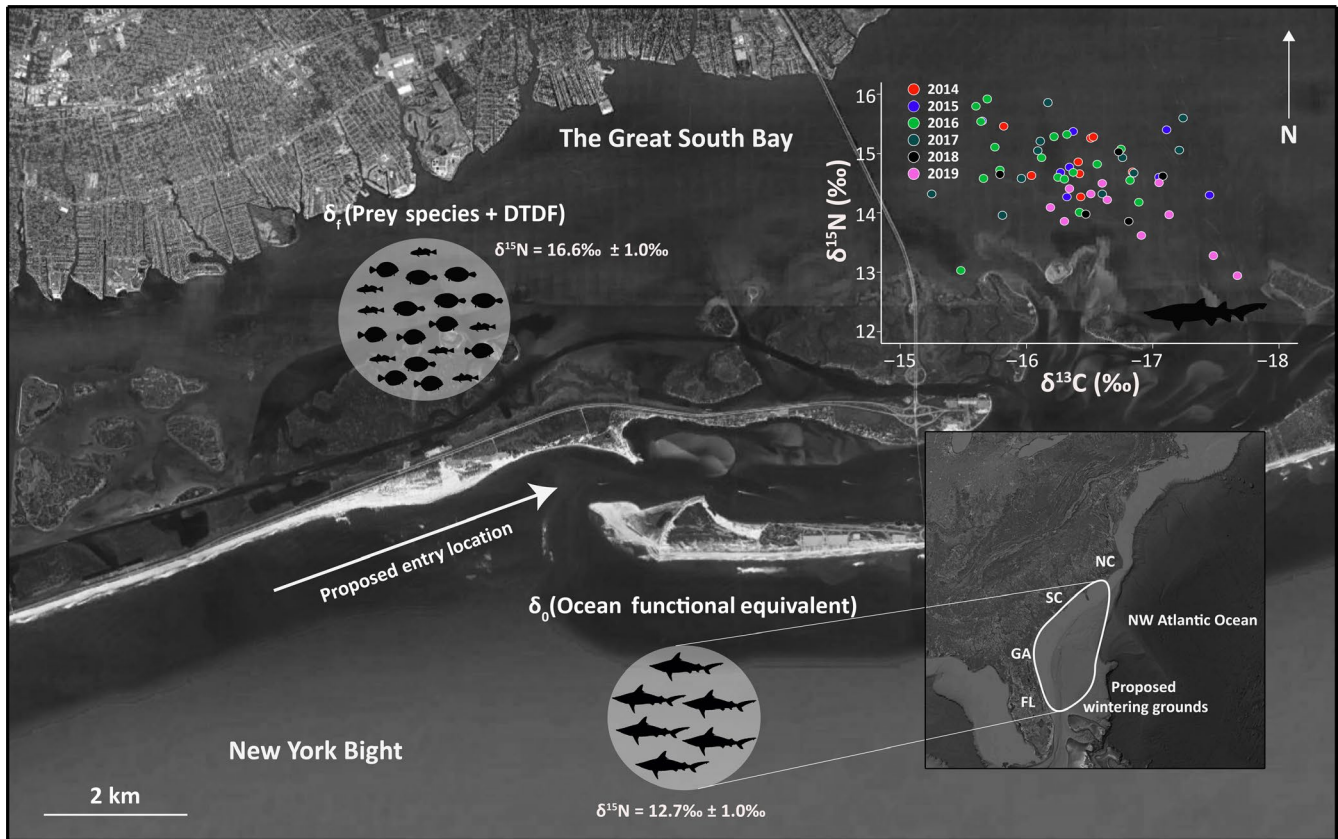 The Great South Bay
δf (Prey species + DTDF)
δ¹⁵N = 16.6‰ ± 1.0%
2014
2015
2016
2017
2018
2019
N
16
15
14
13
12
δ¹⁵N (‰)
−15 −16 −17 −18
δ¹³C (‰)
Proposed entry location
δ₀(Ocean functional equivalent)
δ¹⁵N = 12.7‰ ± 1.0%
NC
SC
NW Atlantic Ocean
GA
FL
Proposed
wintering grounds
New York Bight
2 km